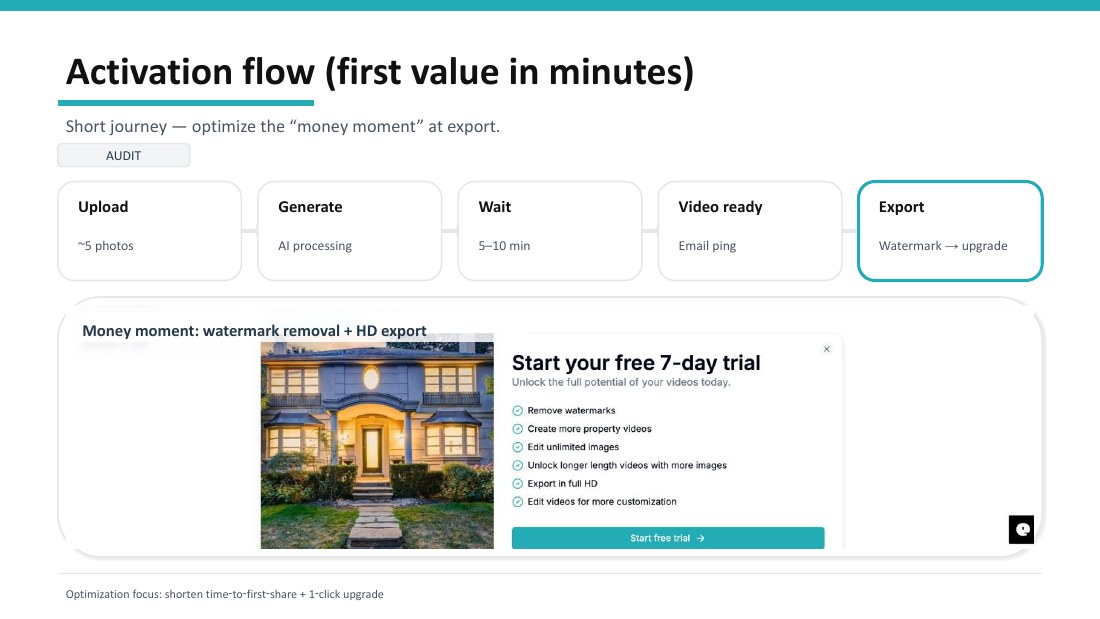 Activation flow (first value in minutes)
Short journey — optimize the “money moment” at export.
AUDIT
Upload
~5 photos
Generate
AI processing
Wait
5–10 min
Video ready
Email ping
Export
Watermark → upgrade
Money moment: watermark removal + HD export
Start your free 7-day trial
Unlock the full potential of your videos today.
Remove watermarks
Create more property videos
Edit unlimited images
Unlock longer length videos with more images
Export in full HD
Edit videos for more customization
Start free trial →
Optimization focus: shorten time-to-first-share + 1-click upgrade